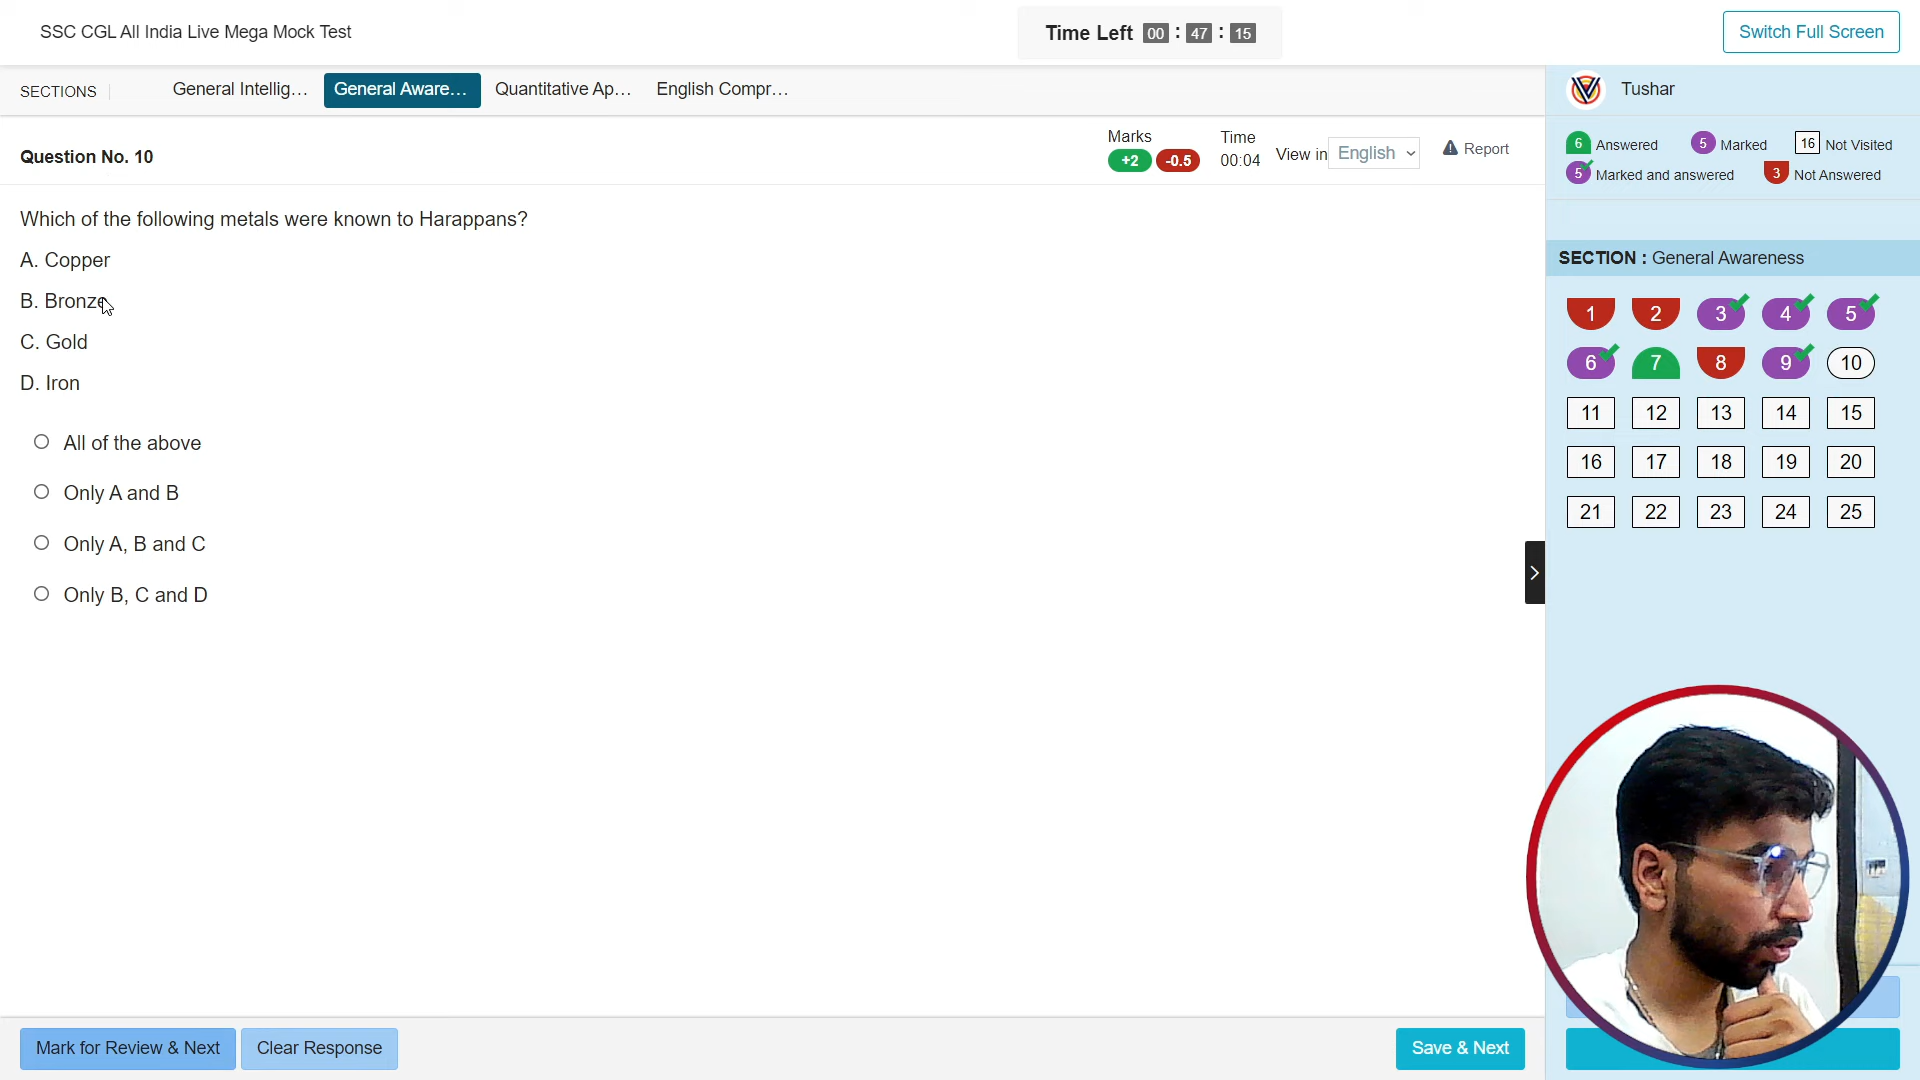 SSC CGL All India Live Mega Mock Test
Time Left 00 : 47 : 15
Switch Full Screen
SECTIONS
General Intellig...
General Aware...
Quantitative Ap...
English Compr...
Tushar
Question No. 10
Marks
+2 -0.5
Time
00:04
View in English
Report
6 Answered
5 Marked
16 Not Visited
5 Marked and answered
3 Not Answered
Which of the following metals were known to Harappans?
A. Copper
B. Bronze
C. Gold
D. Iron
All of the above
Only A and B
Only A, B and C
Only B, C and D
SECTION : General Awareness
1 2 3 4 5
6 7 8 9 10
11 12 13 14 15
16 17 18 19 20
21 22 23 24 25
Mark for Review & Next
Clear Response
Save & Next